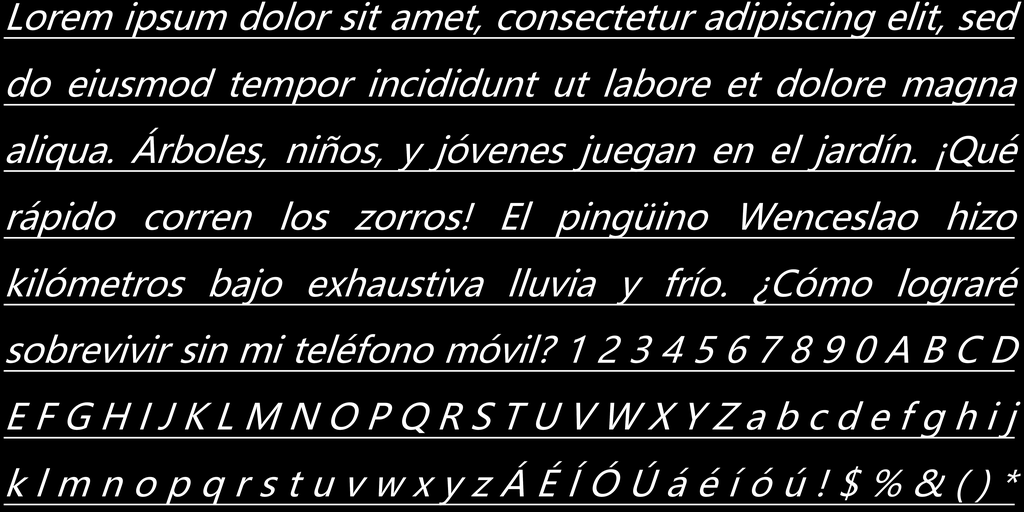 Lorem ipsum dolor sit amet, consectetur adipiscing elit, sed
do eiusmod tempor incididunt ut labore et dolore magna
aliqua. Árboles, niños, y jóvenes juegan en el jardín. ¡Qué
rápido corren los zorros! El pingüino Wenceslao hizo
kilómetros bajo exhaustiva lluvia y frío. ¿Cómo lograré
sobrevivir sin mi teléfono móvil? 1 2 3 4 5 6 7 8 9 0 A B C D
E F G H I J K L M N O P Q R S T U V W X Y Z a b c d e f g h i j
k l m n o p q r s t u v w x y z Á É Í Ó Ú á é í ó ú ! $ % & ( ) *